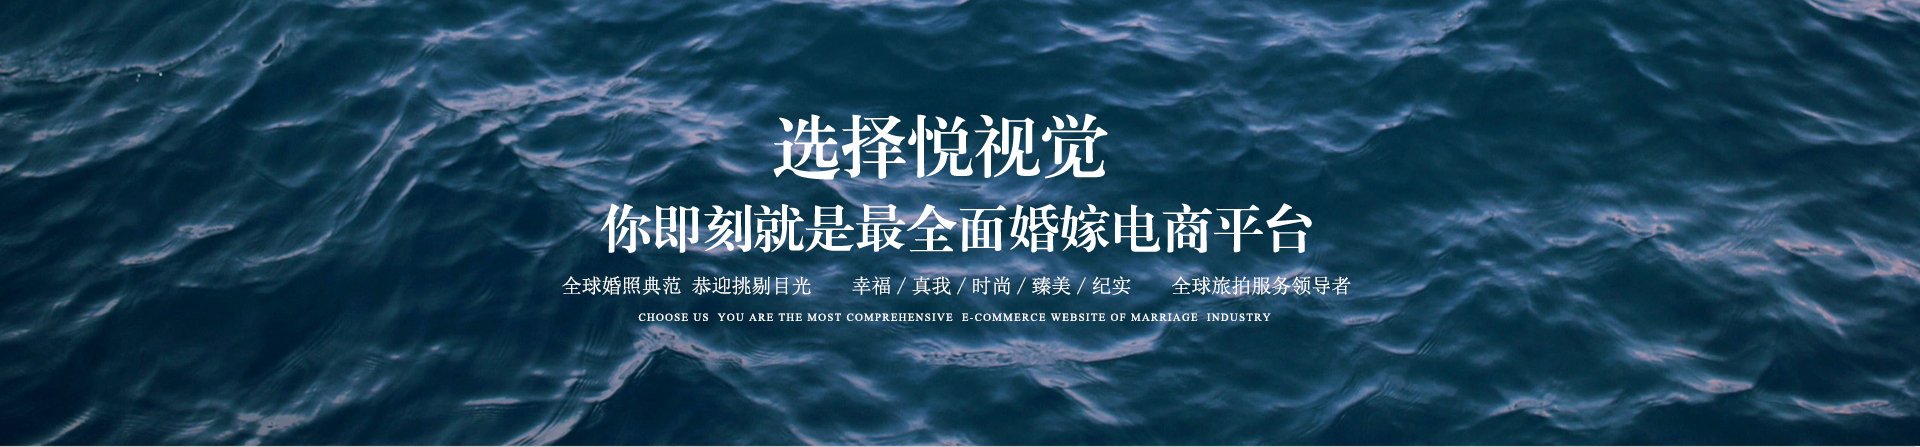 选择悦视觉
你即刻就是最全面婚嫁电商平台
全球婚照典范 恭迎挑剔目光 幸福 / 真我 / 时尚 / 臻美 / 纪实 全球旅拍服务领导者
CHOOSE US YOU ARE THE MOST COMPREHENSIVE E-COMMERCE WEBSITE OF MARRIAGE INDUSTRY